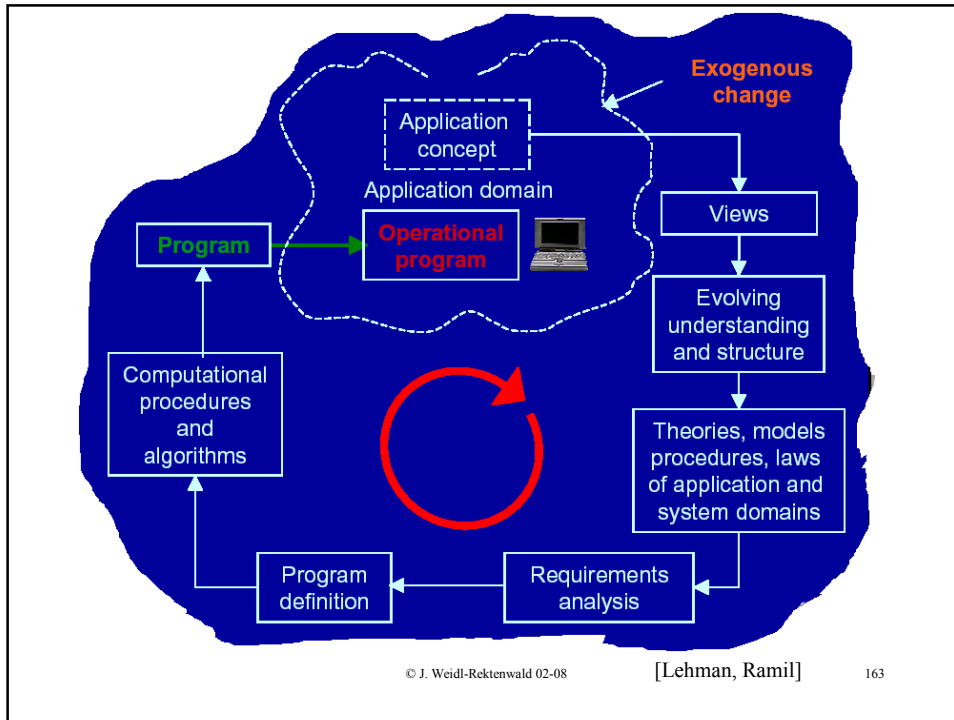 Exogenous
change
Application
concept
Application domain
Operational
program
Program
Views
Evolving
understanding
and structure
Theories, models
procedures, laws
of application and
system domains
Requirements
analysis
Program
definition
Computational
procedures
and
algorithms
© J. Weidl-Rektenwald 02-08
[Lehman, Ramil]
163